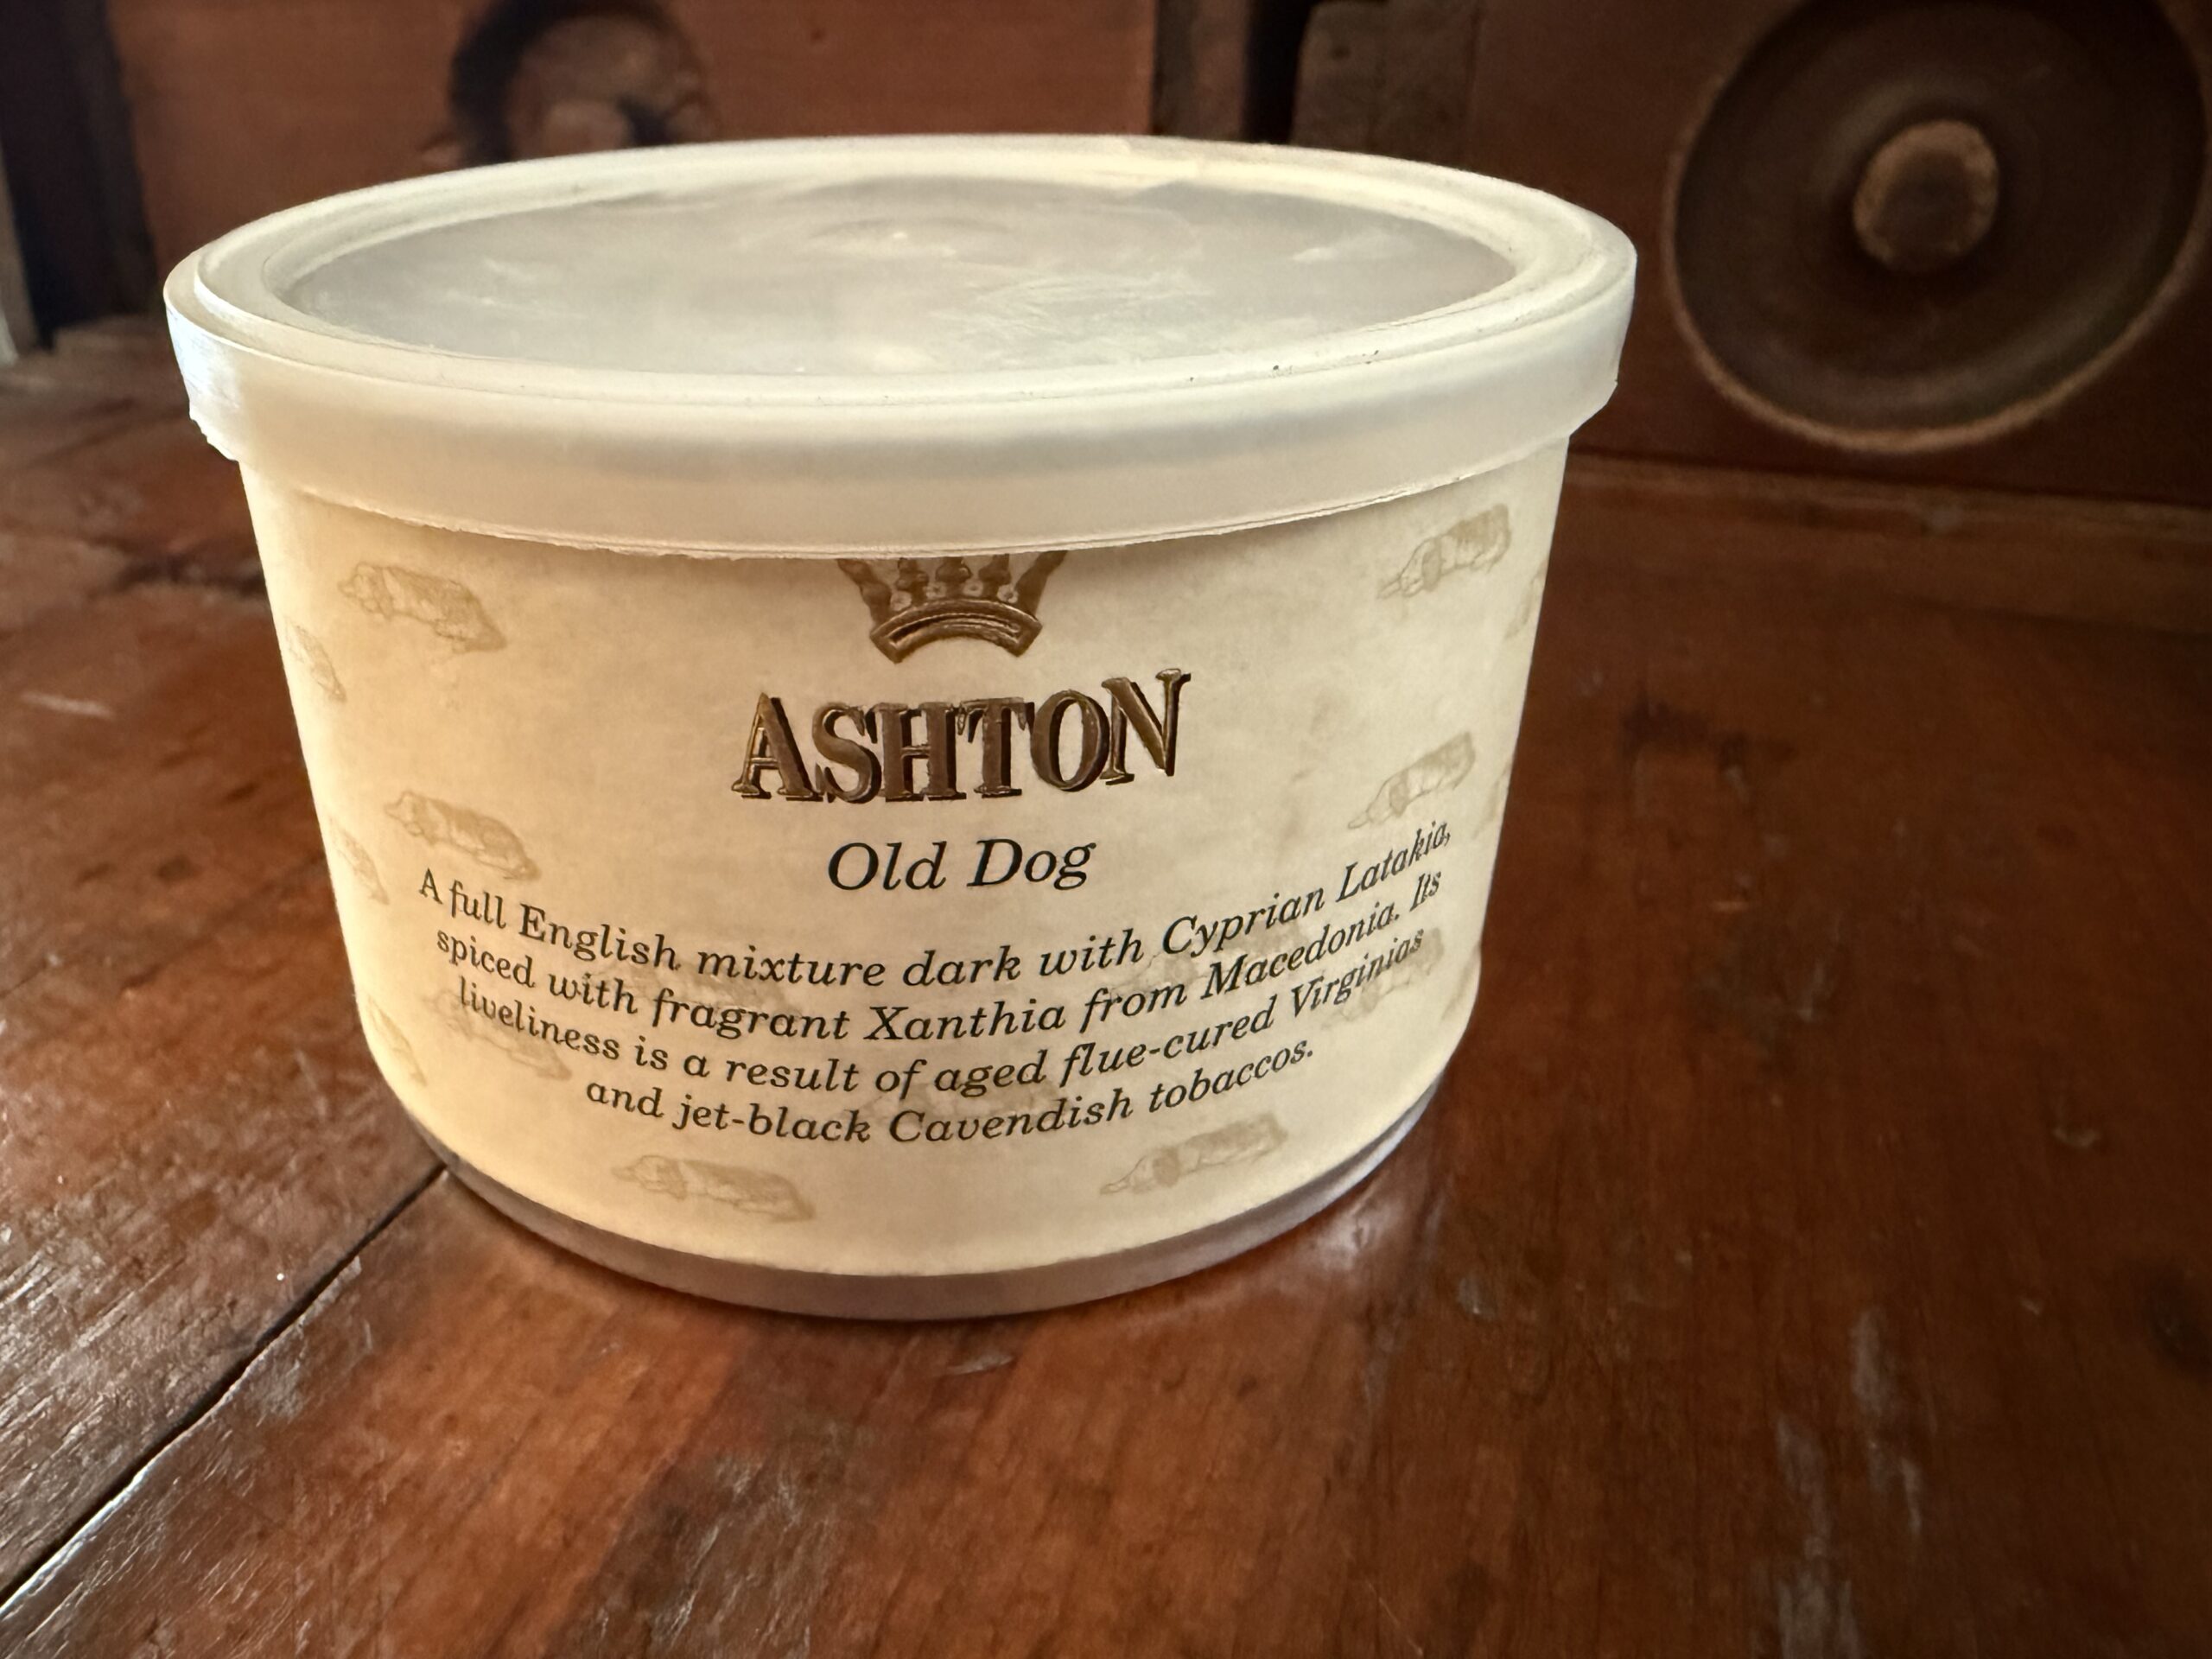 ASHTON
Old Dog
A full English mixture dark with Cyprian Latakia,
spiced with fragrant Xanthia from Macedonia. Its
liveliness is a result of aged flue-cured Virginias
and jet-black Cavendish tobaccos.